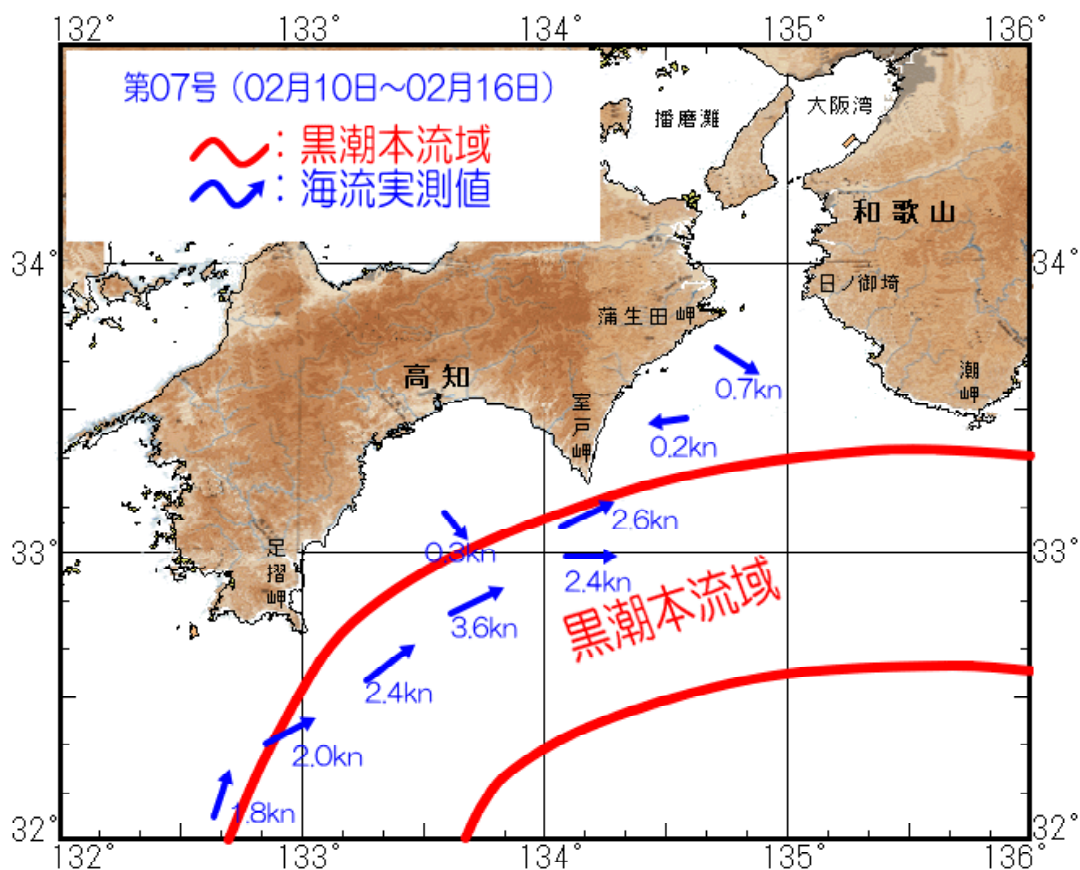 132°
133°
134°
135°
136°
第07号（02月10日～02月16日）
：黒潮本流域
：海流実測値
播磨灘
大阪湾
和歌山
34°
34°
日ノ御埼
蒲生田岬
高知
潮岬
室戸岬
0.7kn
0.2kn
2.6kn
0.3kn
33°
33°
足摺岬
2.4kn
黒潮本流域
3.6kn
2.4kn
2.0kn
1.8kn
32°
32°
132°
133°
134°
135°
136°